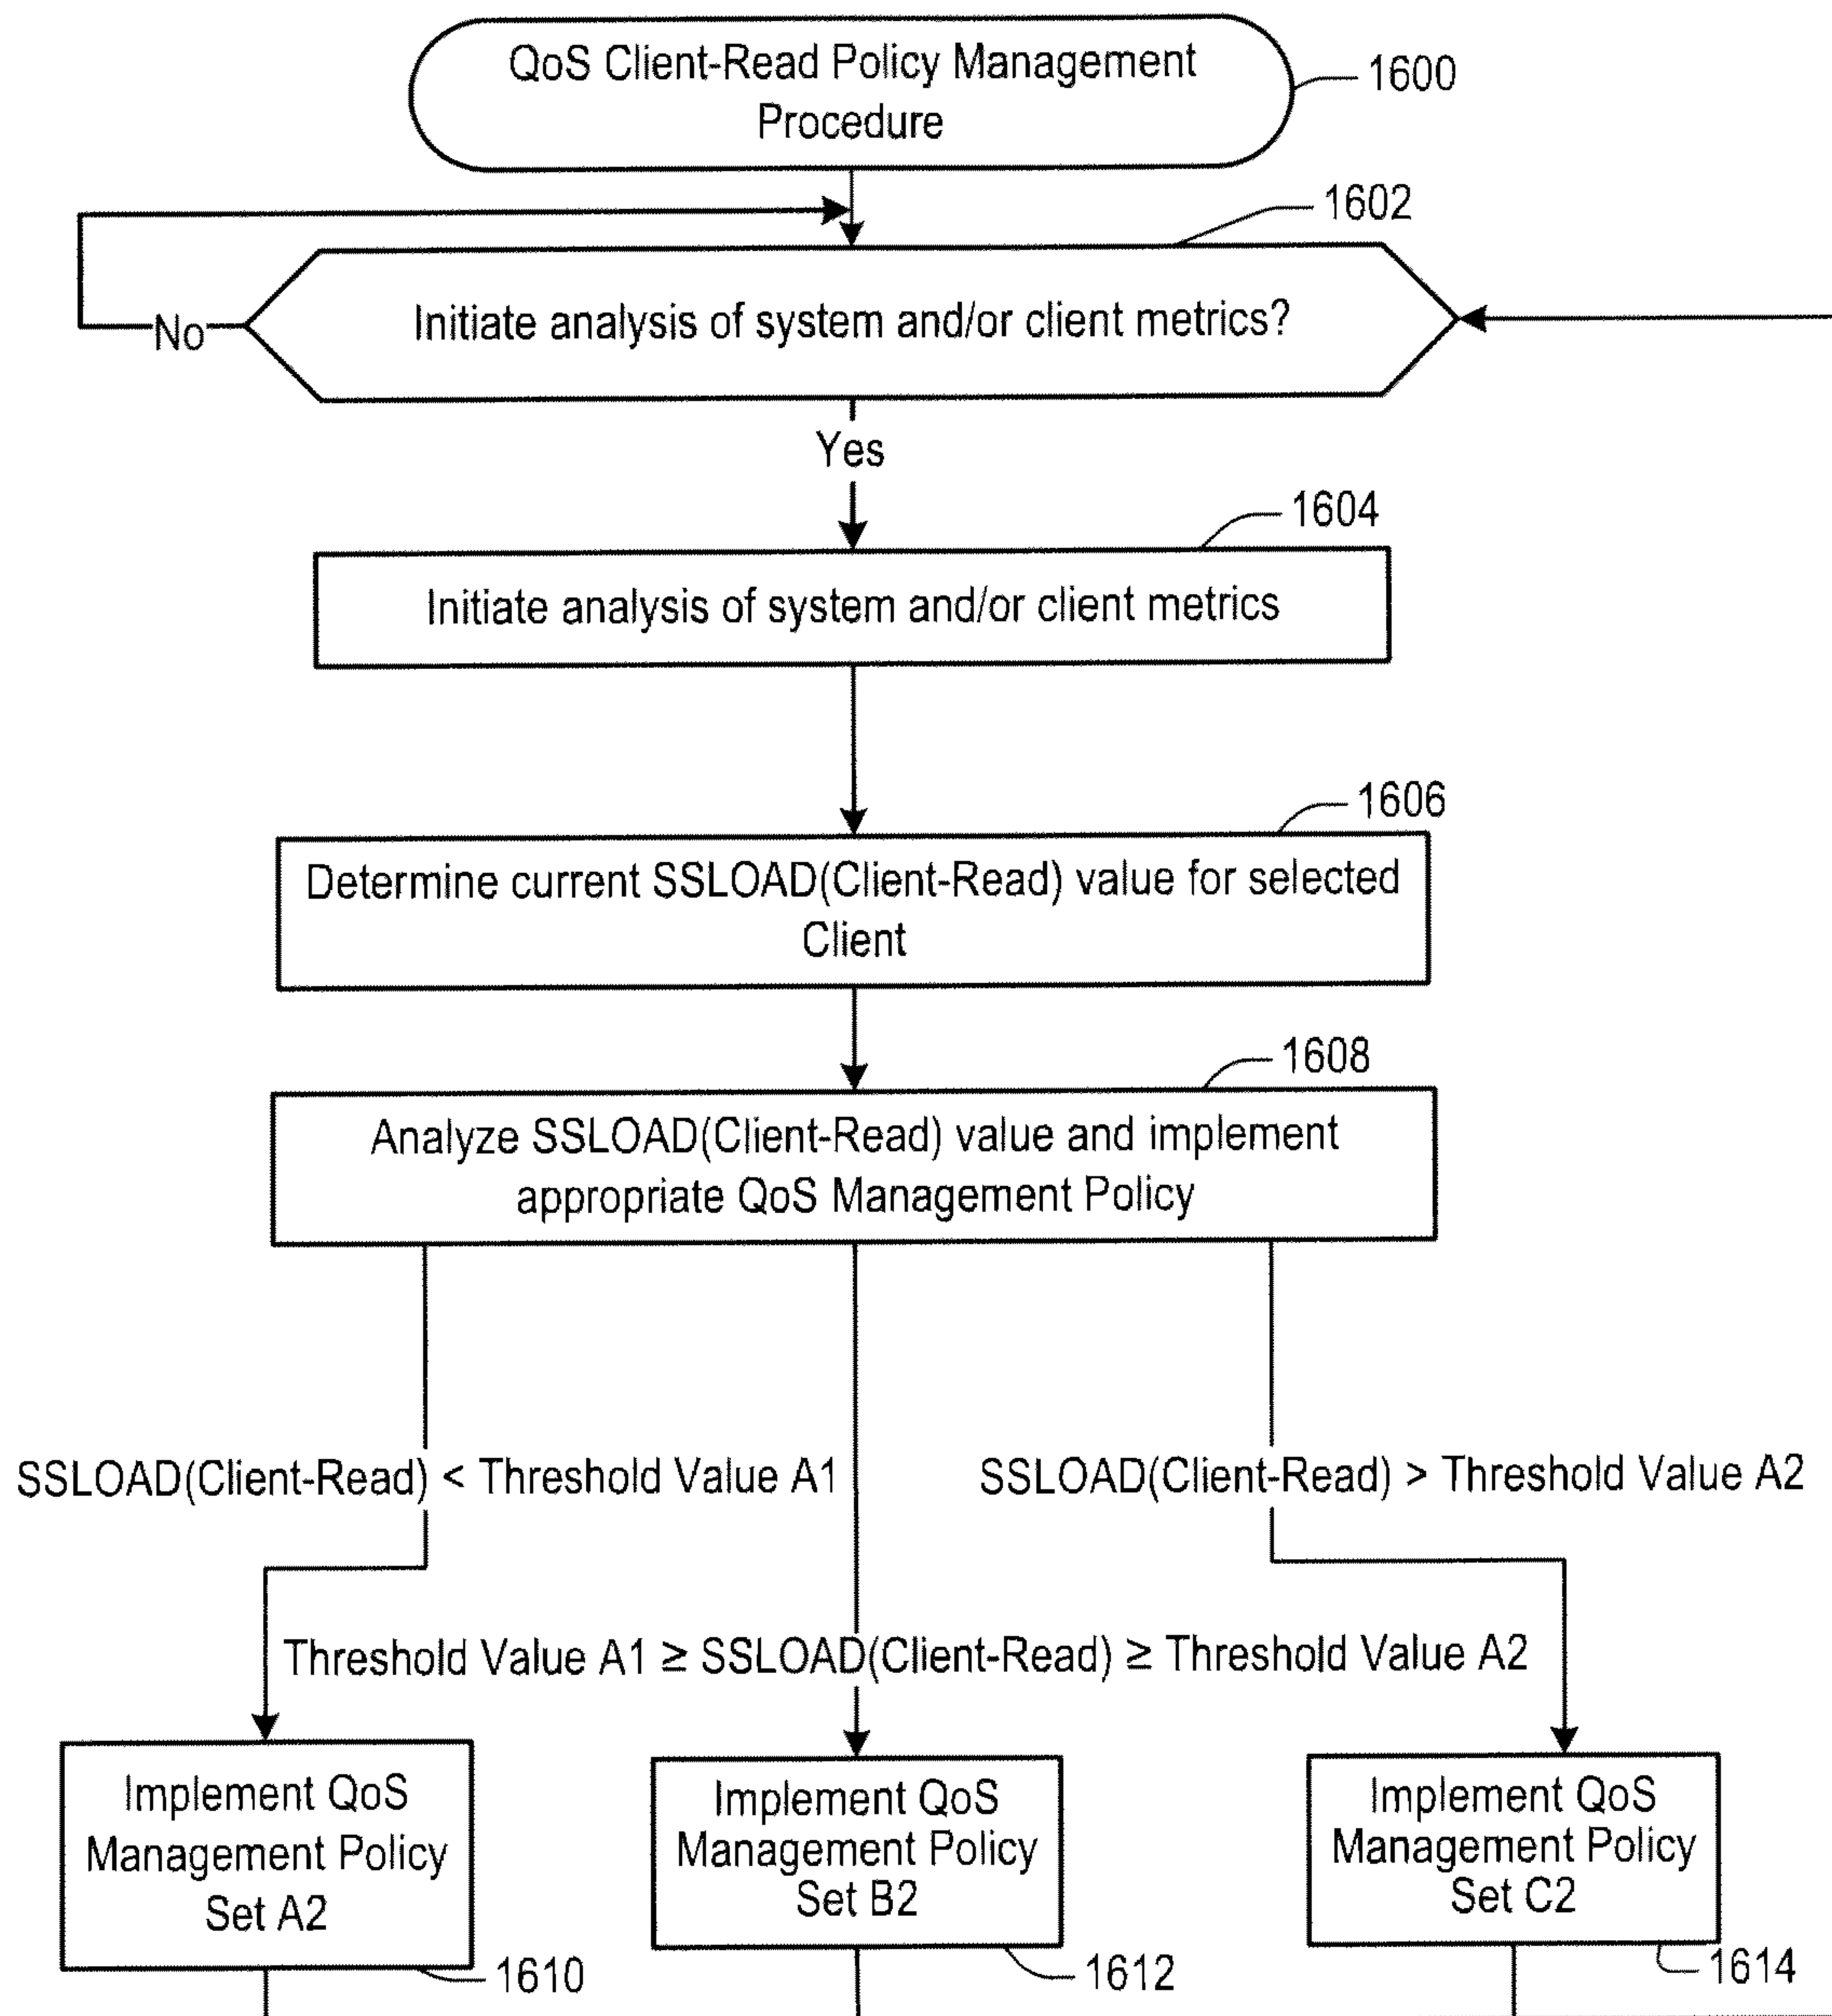 QoS Client-Read Policy Management
Procedure
1600
1602
Initiate analysis of system and/or client metrics?
No
Yes
1604
Initiate analysis of system and/or client metrics
1606
Determine current SSLOAD(Client-Read) value for selected
Client
1608
Analyze SSLOAD(Client-Read) value and implement
appropriate QoS Management Policy
SSLOAD(Client-Read) < Threshold Value A1
SSLOAD(Client-Read) > Threshold Value A2
Threshold Value A1 ≥ SSLOAD(Client-Read) ≥ Threshold Value A2
Implement QoS
Management Policy
Set A2
1610
Implement QoS
Management Policy
Set B2
1612
Implement QoS
Management Policy
Set C2
1614